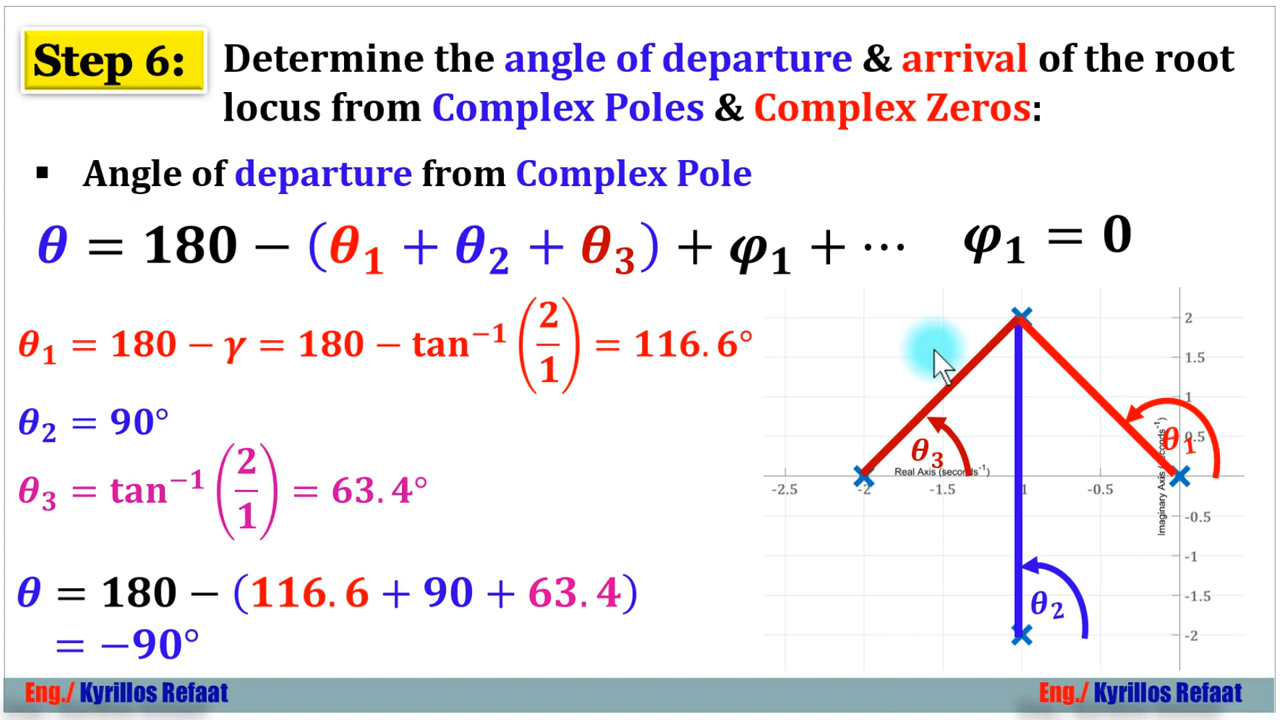 Step 6:
Determine the angle of departure & arrival of the root
locus from Complex Poles & Complex Zeros:
▪ Angle of departure from Complex Pole
θ = 180 − (θ₁ + θ₂ + θ₃) + φ₁ + ⋯ φ₁ = 0
θ₁ = 180 − γ = 180 − tan⁻¹(2/1) = 116.6°
θ₂ = 90°
θ₃ = tan⁻¹(2/1) = 63.4°
θ = 180 − (116.6 + 90 + 63.4)
= −90°
2
1.5
1
0.5
θ₁
θ₃
Real Axis (seconds⁻¹)
Imaginary Axis (seconds⁻¹)
-2.5 -2 -1.5 1 -0.5
-0.5
-1
-1.5
-2
θ₂
Eng./ Kyrillos Refaat
Eng./ Kyrillos Refaat